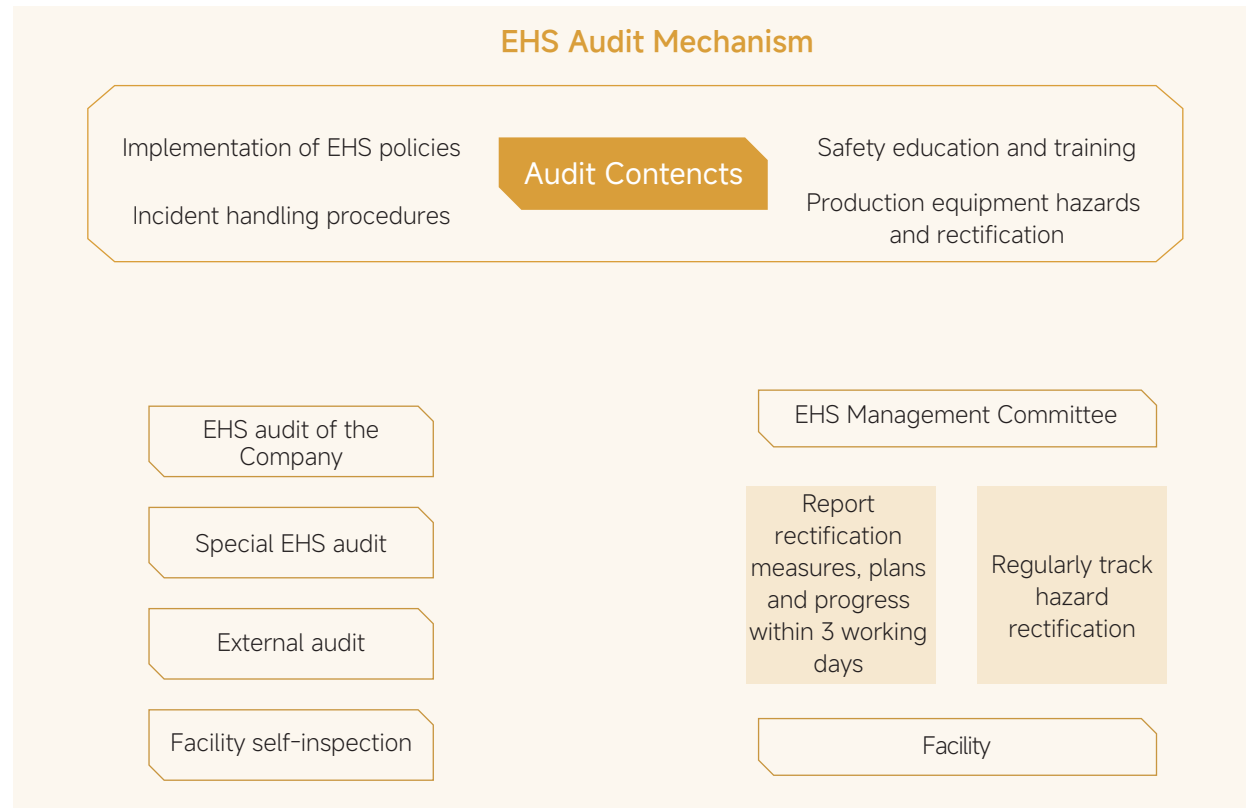 EHS Audit Mechanism
Implementation of EHS policies
Incident handling procedures
Audit Contencts
Safety education and training
Production equipment hazards
and rectification
EHS audit of the
Company
Special EHS audit
External audit
Facility self-inspection
EHS Management Committee
Report
rectification
measures, plans
and progress
within 3 working
days
Regularly track
hazard
rectification
Facility